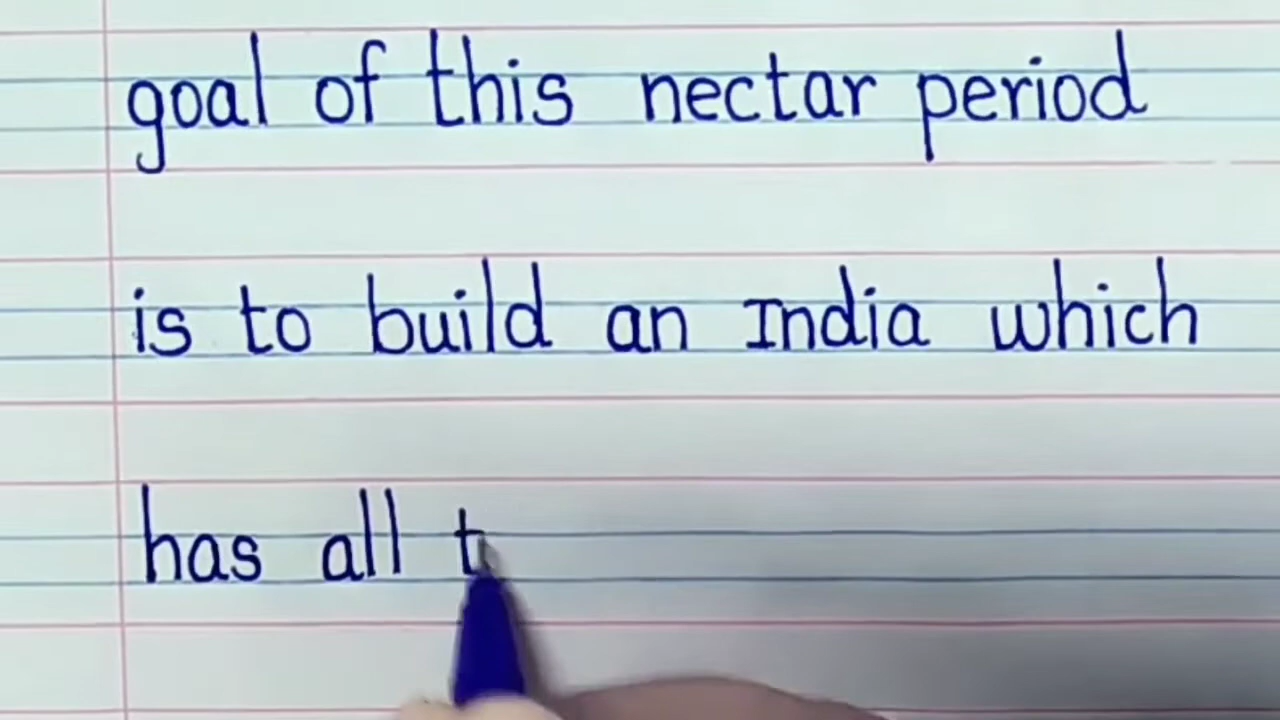 goal of this nectar period
is to build an India which
has all t